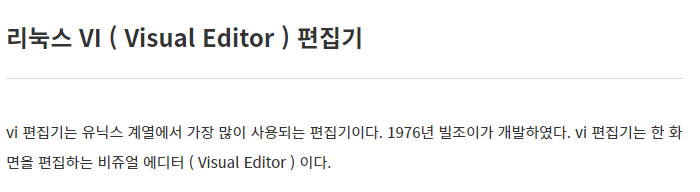 리눅스 VI ( Visual Editor ) 편집기
vi 편집기는 유닉스 계열에서 가장 많이 사용되는 편집기이다. 1976년 빌조이가 개발하였다. vi 편집기는 한 화
면을 편집하는 비쥬얼 에디터 ( Visual Editor ) 이다.